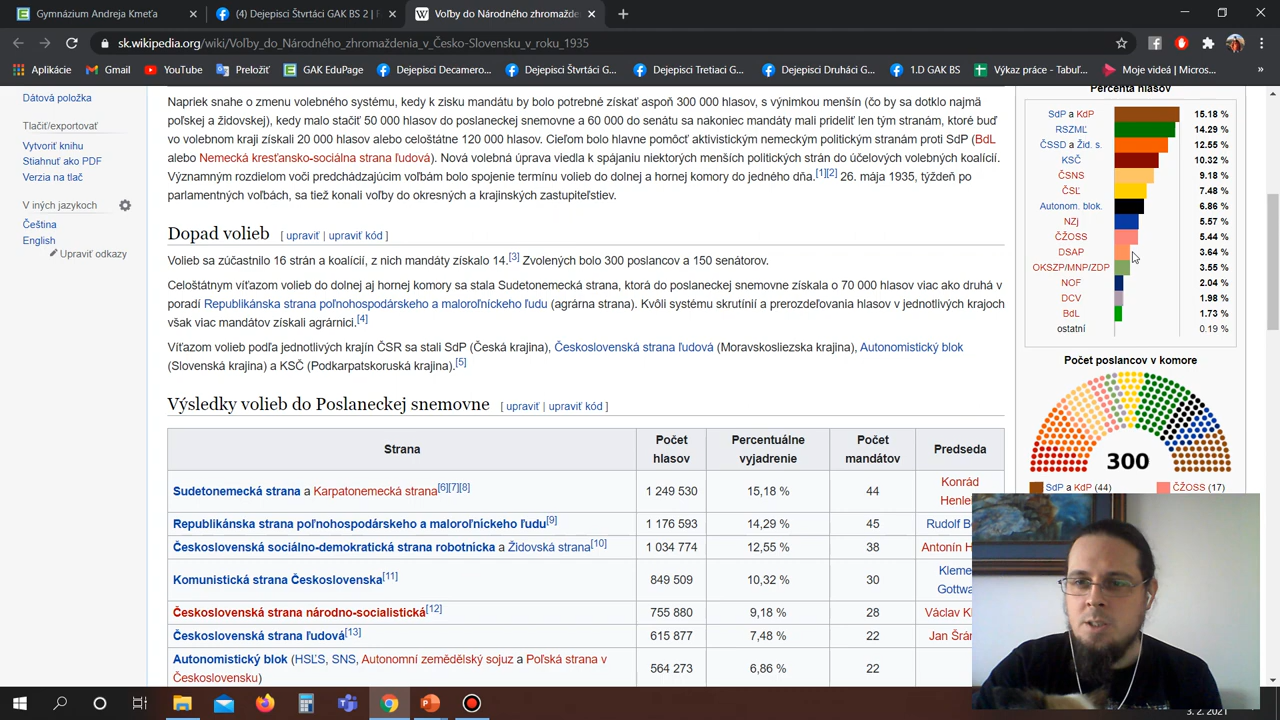 Gymnázium Andreja Kmeťa
(4) Dejepisci Štvrtáci GAK BS 2 |
Voľby do Národného zhromažde
sk.wikipedia.org/wiki/Voľby_do_Národného_zhromaždenia_v_Česko-Slovensku_v_roku_1935
Aplikácie
Gmail
YouTube
Preložiť
GAK EduPage
Dejepisci Decamero...
Dejepisci Štvrtáci G...
Dejepisci Tretiaci G...
Dejepisci Druháci G...
1.D GAK BS
Výkaz práce - Tabuľ...
Moje videá | Micros...
»
Dátová položka
Tlačiť/exportovať
Vytvoriť knihu
Stiahnuť ako PDF
Verzia na tlač
V iných jazykoch
Čeština
English
Upraviť odkazy
Napriek snahe o zmenu volebného systému, kedy k zisku mandátu by bolo potrebné získať aspoň 300 000 hlasov, s výnimkou menšín (čo by sa dotklo najmä
poľskej a židovskej), kedy malo stačiť 50 000 hlasov do poslaneckej snemovne a 60 000 do senátu sa nakoniec mandáty mali prideliť len tým stranám, ktoré buď
vo volebnom kraji získali 20 000 hlasov alebo celoštátne 120 000 hlasov. Cieľom bolo hlavne pomôcť aktivistickým nemeckým politickým stranám proti SdP (BdL
alebo Nemecká kresťansko-sociálna strana ľudová). Nová volebná úprava viedla k spájaniu niektorých menších politických strán do účelových volebných koalícií.
Významným rozdielom voči predchádzajúcim voľbám bolo spojenie termínu volieb do dolnej a hornej komory do jedného dňa.[1][2] 26. mája 1935, týždeň po
parlamentných voľbách, sa tiež konali voľby do okresných a krajinských zastupiteľstiev.
Dopad volieb [ upraviť | upraviť kód ]
Volieb sa zúčastnilo 16 strán a koalícií, z nich mandáty získalo 14.[3] Zvolených bolo 300 poslancov a 150 senátorov.
Celoštátnym víťazom volieb do dolnej aj hornej komory sa stala Sudetonemecká strana, ktorá do poslaneckej snemovne získala o 70 000 hlasov viac ako druhá v
poradí Republikánska strana poľnohospodárskeho a maloroľníckeho ľudu (agrárna strana). Kvôli systému skrutínií a prerozdeľovania hlasov v jednotlivých krajoch
však viac mandátov získali agrárnici.[4]
Víťazom volieb podľa jednotlivých krajín ČSR sa stali SdP (Česká krajina), Československá strana ľudová (Moravskosliezska krajina), Autonomistický blok
(Slovenská krajina) a KSČ (Podkarpatskoruská krajina).[5]
Výsledky volieb do Poslaneckej snemovne [ upraviť | upraviť kód ]
Strana Počet hlasov Percentuálne vyjadrenie Počet mandátov Predseda
Sudetonemecká strana a Karpatonemecká strana[6][7][8] 1 249 530 15,18 % 44 Konrád Henle
Republikánska strana poľnohospodárskeho a maloroľníckeho ľudu[9] 1 176 593 14,29 % 45 Rudolf B
Československá sociálno-demokratická strana robotnícka a Židovská strana[10] 1 034 774 12,55 % 38 Antonín H
Komunistická strana Československa[11] 849 509 10,32 % 30 Kleme Gottwa
Československá strana národno-socialistická[12] 755 880 9,18 % 28 Václav K
Československá strana ľudová[13] 615 877 7,48 % 22 Jan Šrá
Autonomistický blok (HSĽS, SNS, Autonomní zemědělský sojuz a Poľská strana v
Československu) 564 273 6,86 % 22
Percentá hlasov
SdP a KdP 15.18 %
RSZML 14.29 %
ČSSD a Žid. s. 12.55 %
KSČ 10.32 %
ČSNS 9.18 %
ČSĽ 7.48 %
Autonom. blok. 6.86 %
NZj 5.57 %
ČŽOSS 5.44 %
DSAP 3.64 %
OKSZP/MNP/ZDP 3.55 %
NOF 2.04 %
DCV 1.98 %
BdL 1.73 %
ostatní 0.19 %
Počet poslancov v komore
300
SdP a KdP (44) ČŽOSS (17)
3. 2. 2021